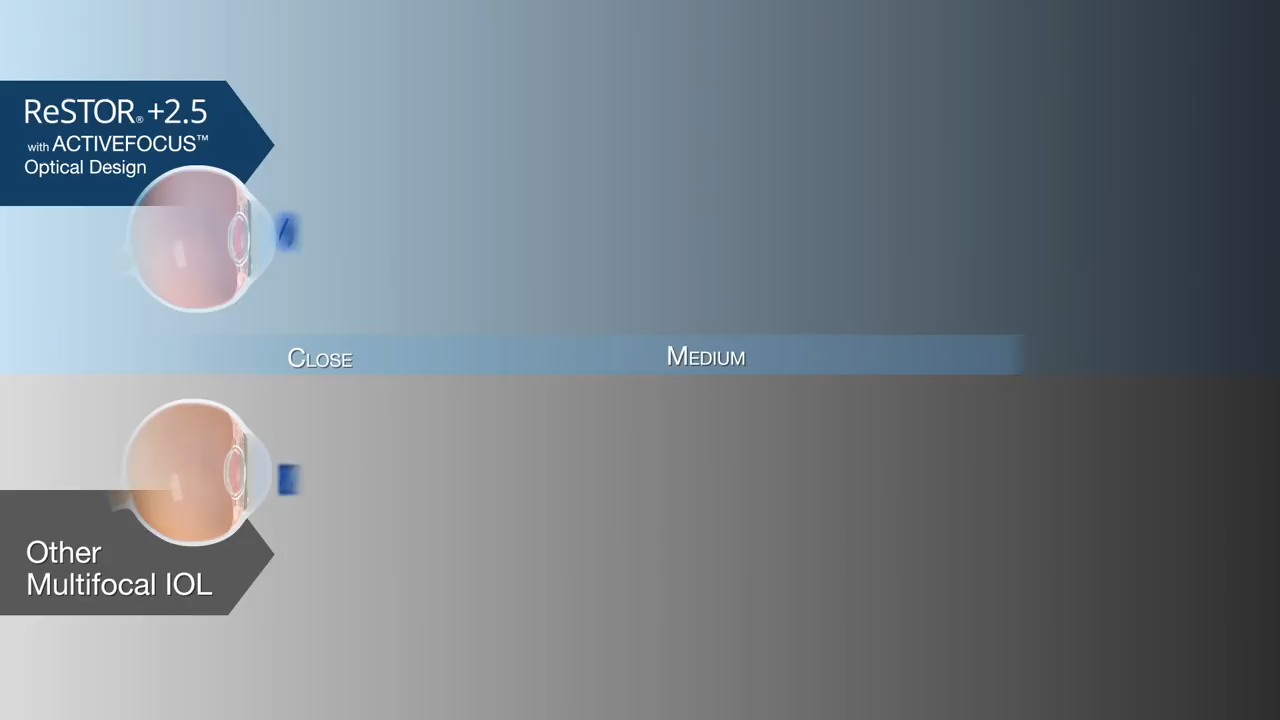 ReSTOR® +2.5
with ACTIVEFOCUS™
Optical Design
CLOSE
MEDIUM
Other
Multifocal IOL